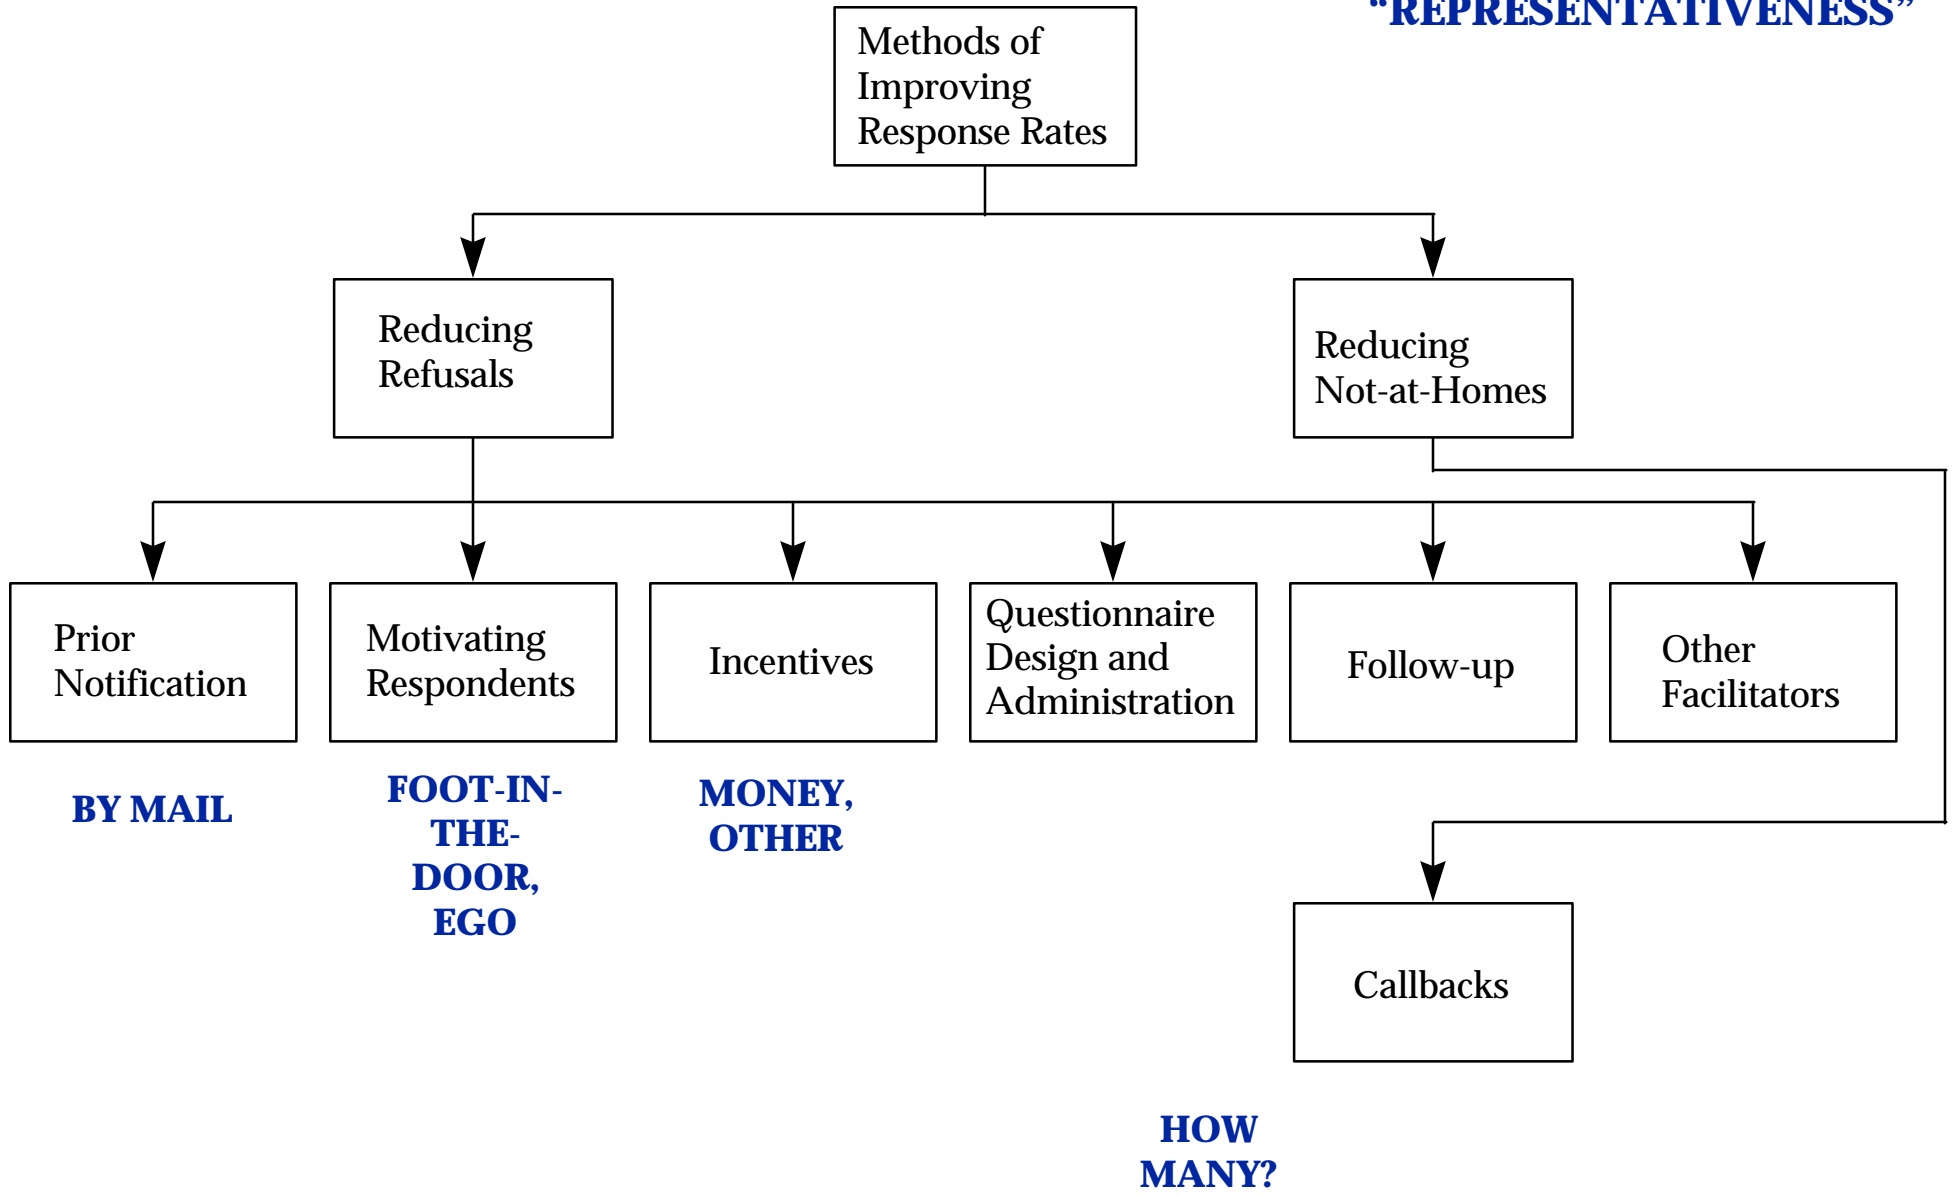 “REPRESENTATIVENESS”
Methods of
Improving
Response Rates
Reducing
Refusals
Reducing
Not-at-Homes
Prior
Notification
Motivating
Respondents
Incentives
Questionnaire
Design and
Administration
Follow-up
Other
Facilitators
BY MAIL
FOOT-IN-
THE-
DOOR,
EGO
MONEY,
OTHER
Callbacks
HOW
MANY?